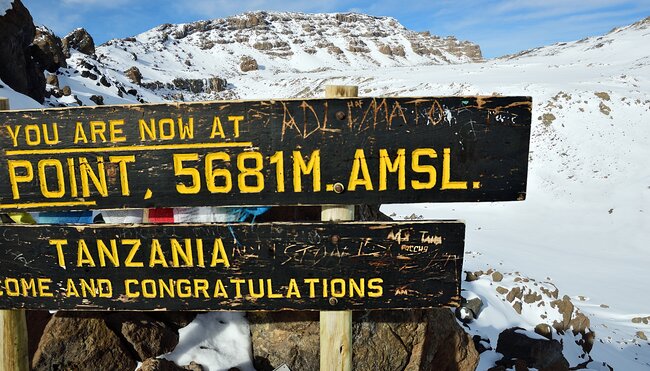 YOU ARE NOW AT
POINT, 5681M. AMSL.
TANZANIA
OME AND CONGRATULATIONS